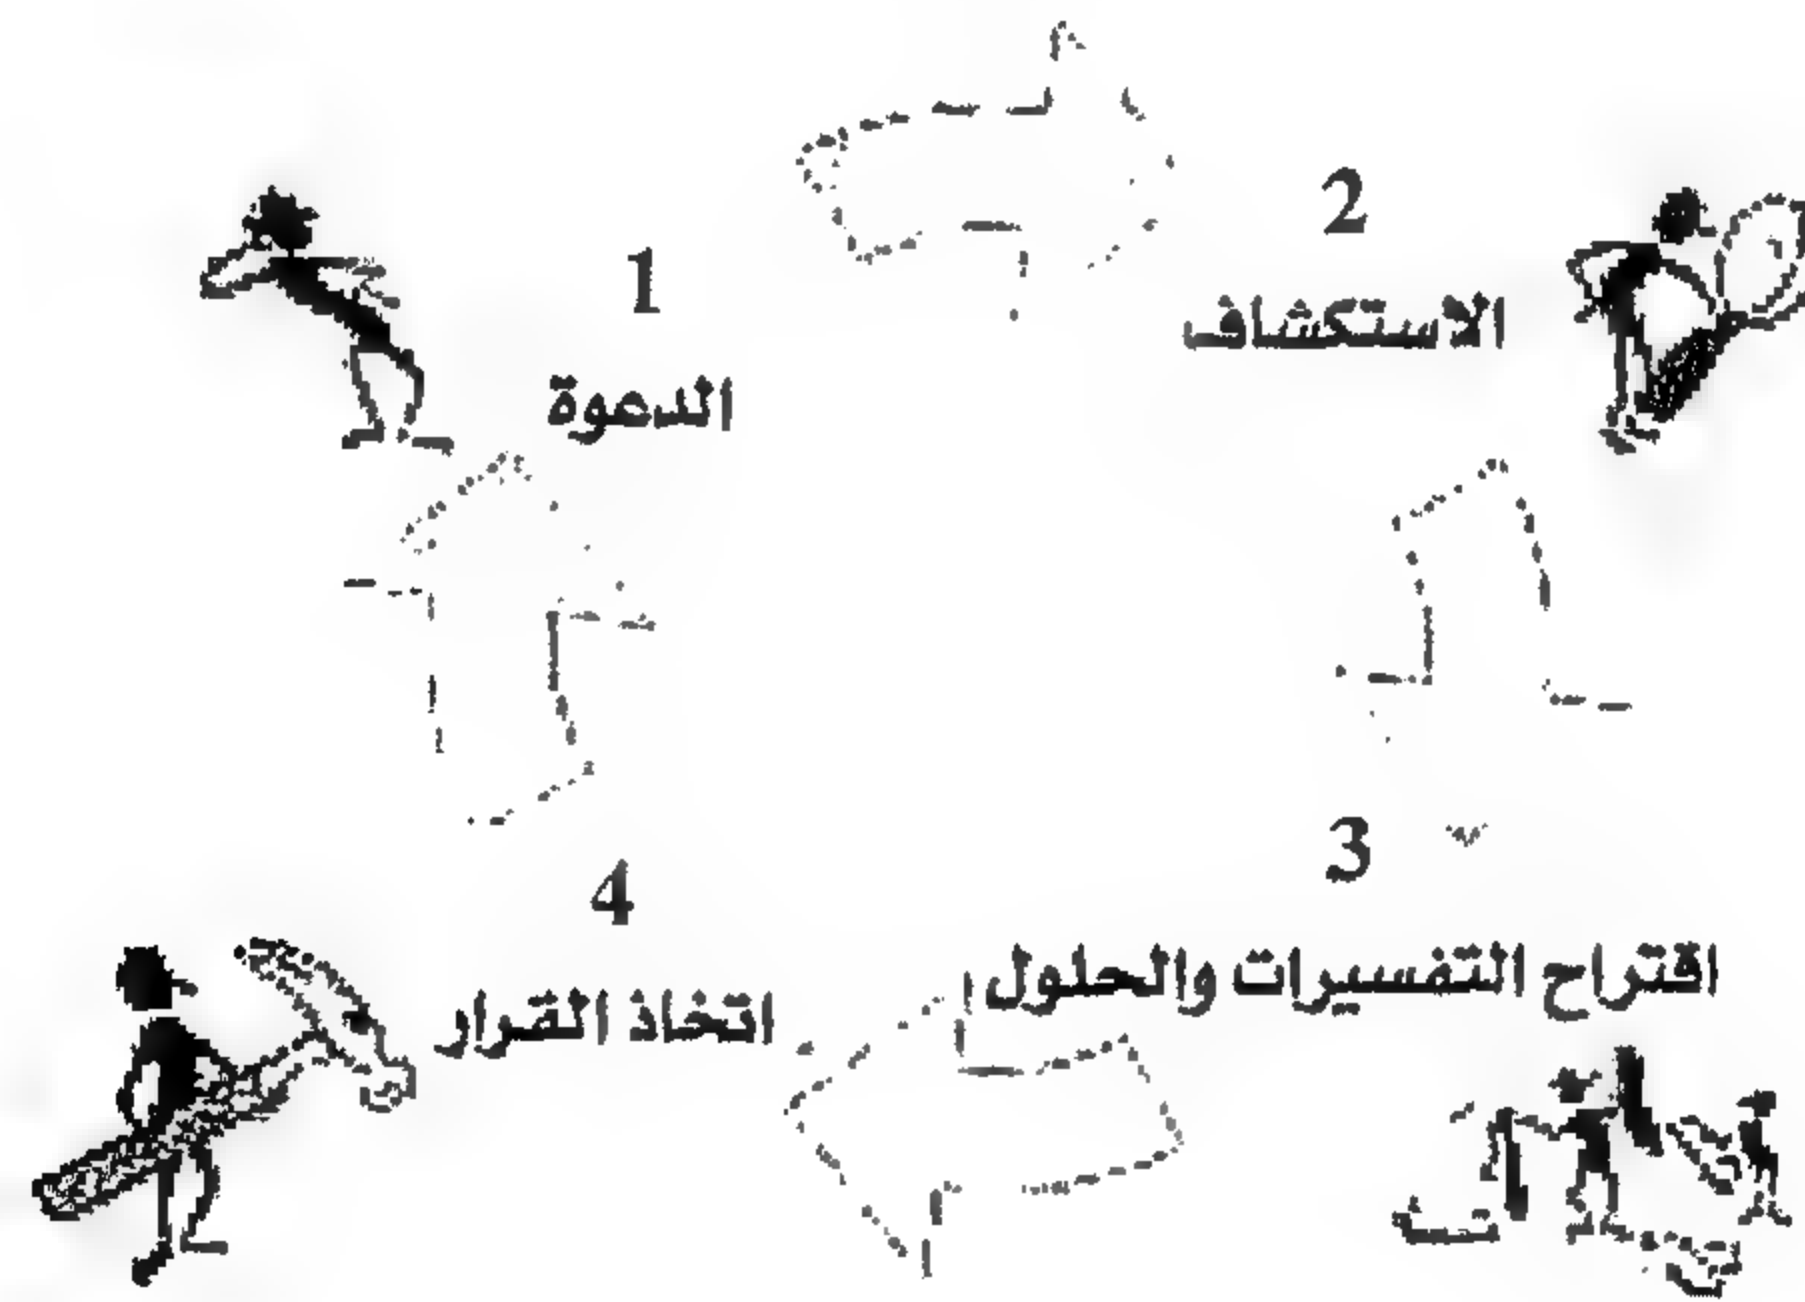 1
الدعوة
2
الاستكشاف
3
اقتراح التفسيرات والحلول
4
اتخاذ القرار